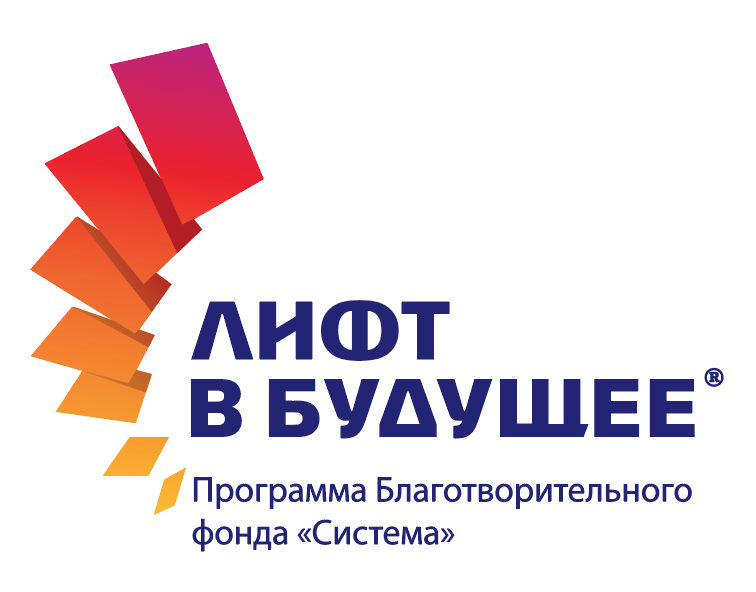 ЛИФТ
В БУДУЩЕЕ®
Программа Благотворительного
фонда «Система»